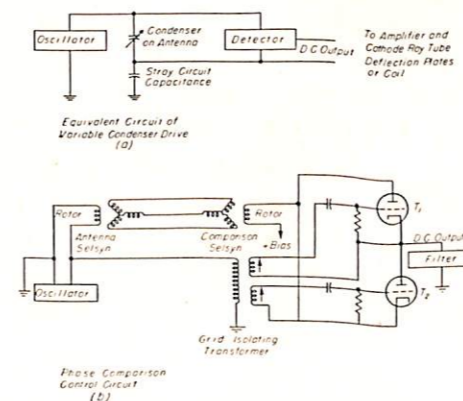 Oscillator
Condenser
on Antenna
Detector
D.C Output
To Amplifier and
Cathode Ray Tube
Deflection Plates
or Coil
Stray Circuit
Capacitance
Equivalent Circuit of
Variable Condenser Drive
(a)
Rotor
Antenna
Selsyn
Comparison
Selsyn
Rotor
+Bias
T1
D.C Output
Filter
T2
Oscillator
Grid Isolating
Transformer
Phase Comparison
Control Circuit
(b)